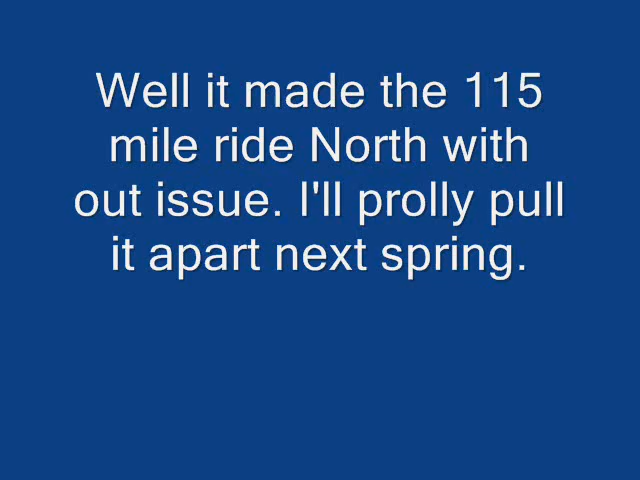 Well it made the 115
mile ride North with
out issue. I'll prolly pull
it apart next spring.